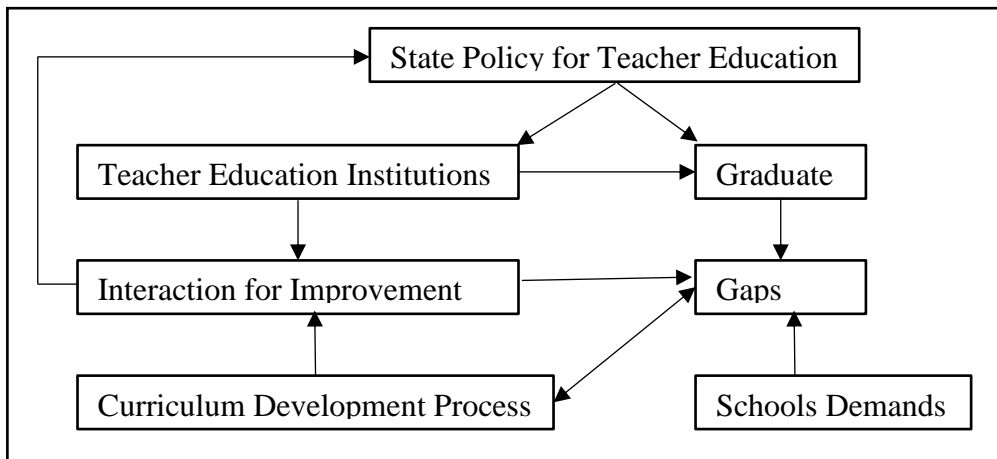 State Policy for Teacher Education
Teacher Education Institutions
Graduate
Interaction for Improvement
Gaps
Curriculum Development Process
Schools Demands